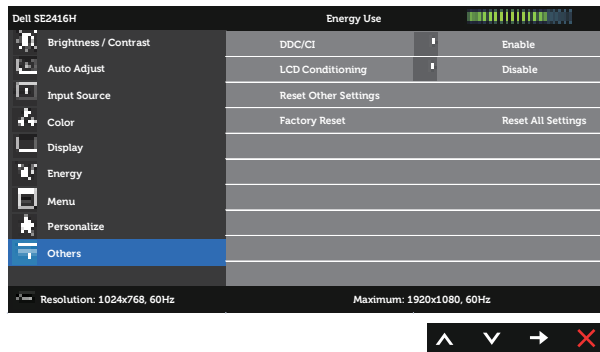 Dell SE2416H Energy Use
Brightness / Contrast DDC/CI Enable
Auto Adjust LCD Conditioning Disable
Input Source Reset Other Settings
Color Factory Reset Reset All Settings
Display
Energy
Menu
Personalize
Others
Resolution: 1024x768, 60Hz Maximum: 1920x1080, 60Hz